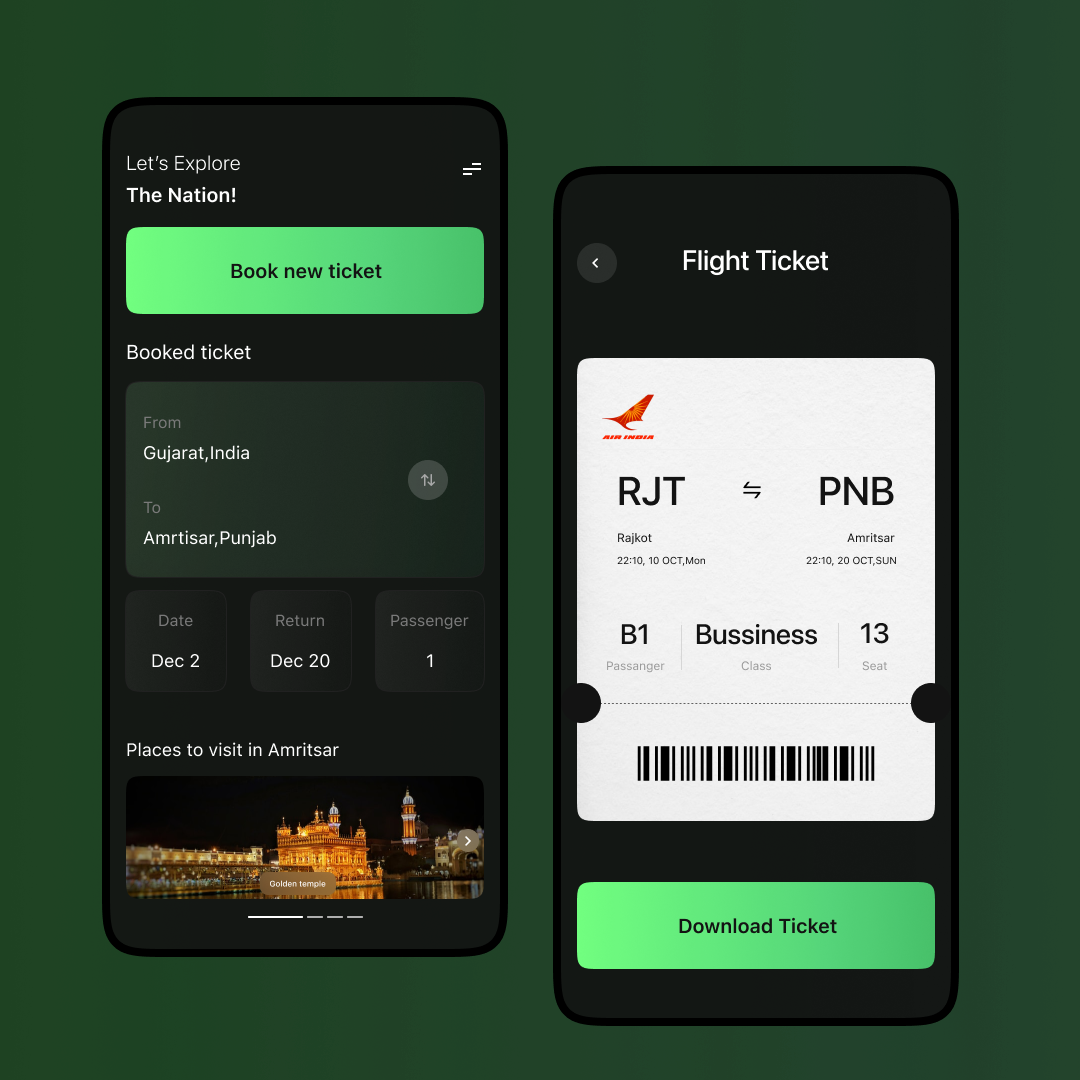 Let’s Explore
The Nation!
Book new ticket
Booked ticket
From
Gujarat,India
To
Amrtisar,Punjab
Date
Return
Passenger
Dec 2
Dec 20
1
Places to visit in Amritsar
Golden temple
Flight Ticket
AIR INDIA
RJT
PNB
Rajkot
Amritsar
22:10, 10 OCT,Mon
22:10, 20 OCT,SUN
B1
Bussiness
13
Passanger
Class
Seat
Download Ticket